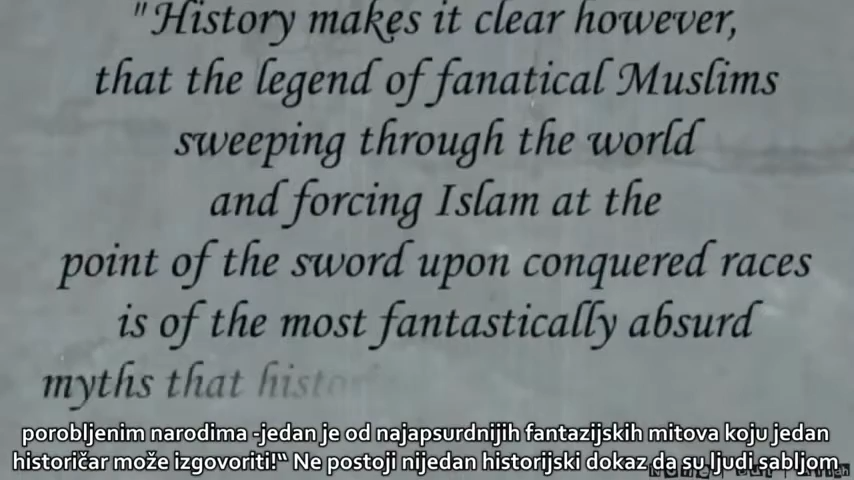 "History makes it clear however,
that the legend of fanatical Muslims
sweeping through the world
and forcing Islam at the
point of the sword upon conquered races
is of the most fantastically absurd
myths that histo
porobljenim narodima -jedan je od najapsurdnijih fantazijskih mitova koju jedan
historičar može izgovoriti!“ Ne postoji nijedan historijski dokaz da su ljudi sabljom